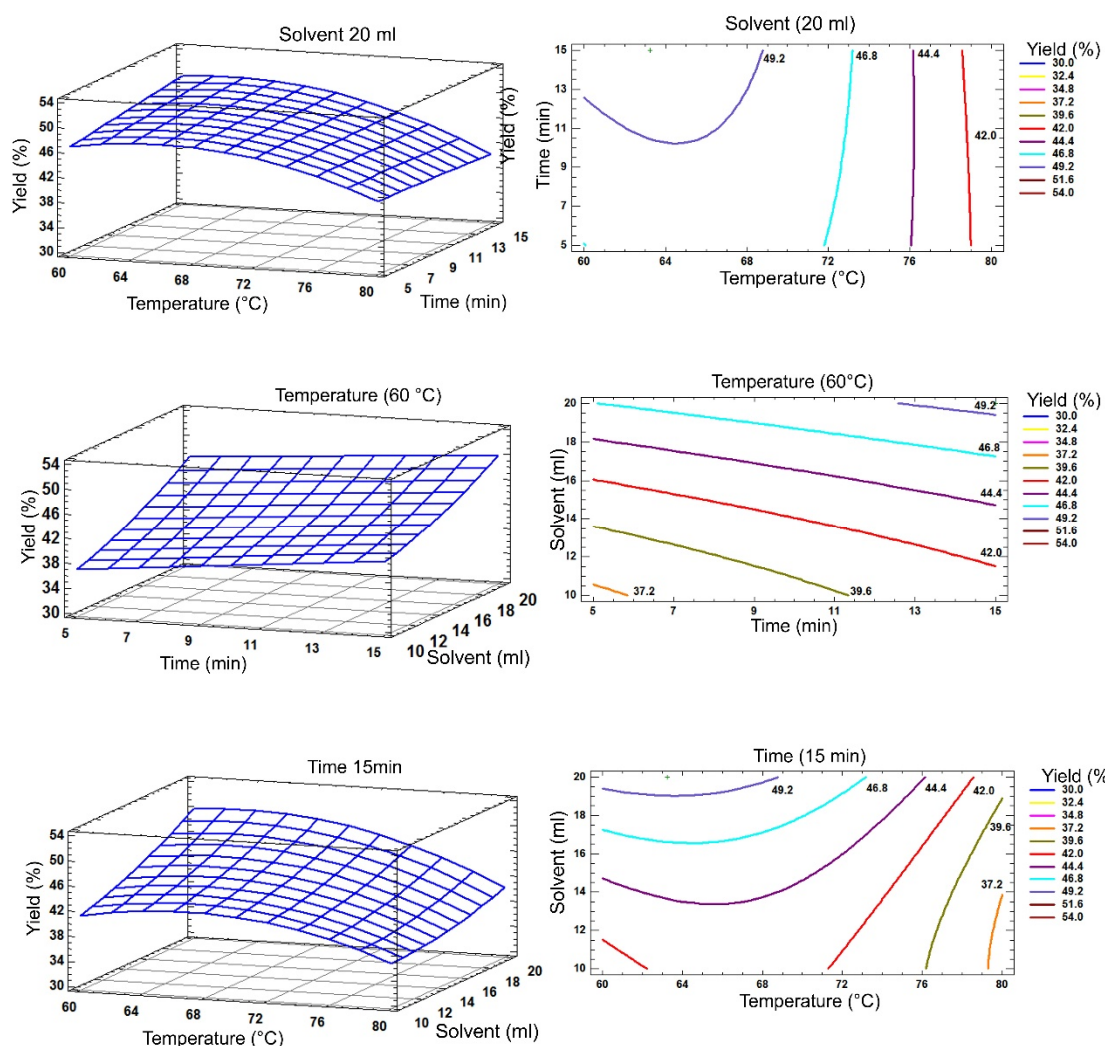 Solvent 20 ml
Yield (%)
54
50
46
42
38
34
30
60 64 68 72 76 80
Temperature (°C)
5 7 9 11 13 15
Time (min)
Yield (%)
Solvent (20 ml)
Time (min)
15
13
11
9
7
5
60 64 68 72 76 80
Temperature (°C)
49.2
46.8
44.4
42.0
Yield (%)
30.0
32.4
34.8
37.2
39.6
42.0
44.4
46.8
49.2
51.6
54.0
Temperature (60 °C)
Yield (%)
54
50
46
42
38
34
30
5 7 9 11 13 15
Time (min)
10 12 14 16 18 20
Solvent (ml)
Temperature (60°C)
Solvent (ml)
20
18
16
14
12
10
5 7 9 11 13 15
Time (min)
49.2
46.8
44.4
42.0
39.6
37.2
Yield (%)
30.0
32.4
34.8
37.2
39.6
42.0
44.4
46.8
49.2
51.6
54.0
Time 15min
Yield (%)
54
50
46
42
38
34
30
60 64 68 72 76 80
Temperature (°C)
10 12 14 16 18 20
Solvent (ml)
Time (15 min)
Solvent (ml)
20
18
16
14
12
10
60 64 68 72 76 80
Temperature (°C)
49.2
46.8
44.4
42.0
39.6
37.2
Yield (%
30.0
32.4
34.8
37.2
39.6
42.0
44.4
46.8
49.2
51.6
54.0